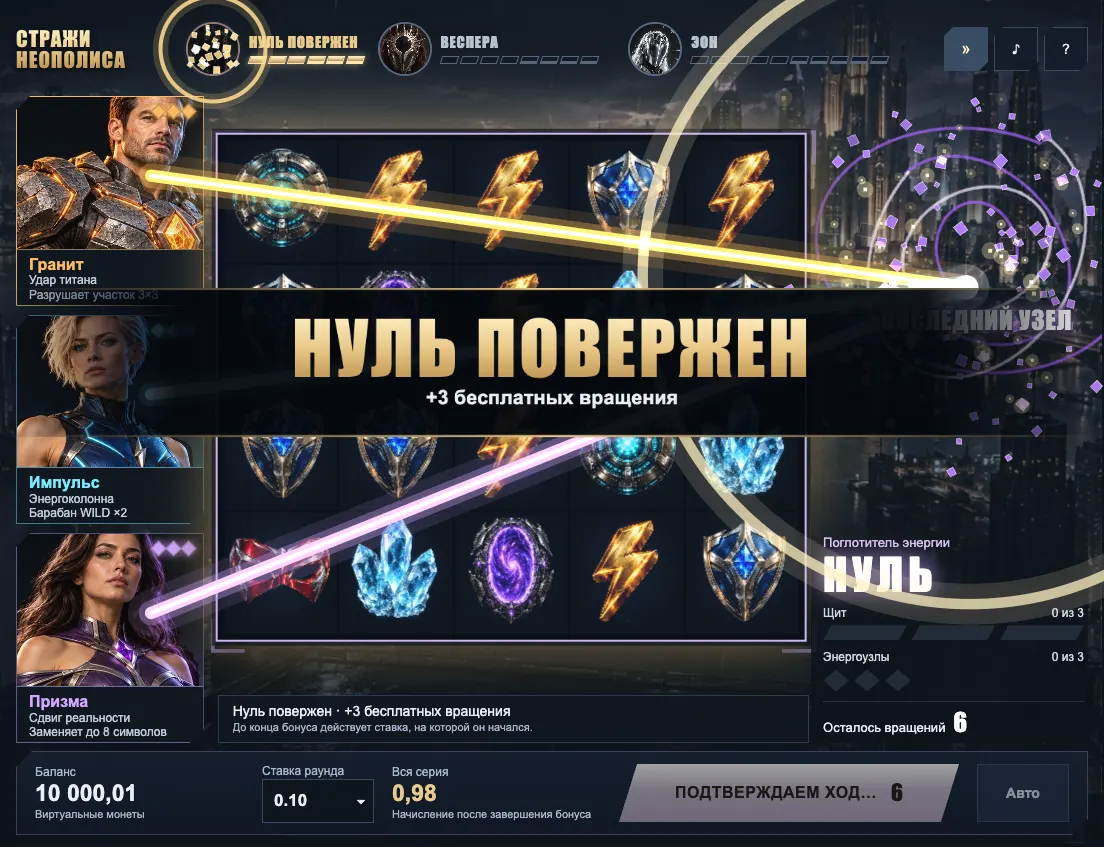 СТРАЖИ
НЕОПОЛИСА
НУЛЬ ПОВЕРЖЕН
ВЕСПЕРА
ЭОН
»
♪
?
Гранит
Удар титана
Разрушает участок 3×3
Импульс
Энергоколонна
Барабан WILD ×2
Призма
Сдвиг реальности
Заменяет до 8 символов
ПОСЛЕДНИЙ УЗЕЛ
НУЛЬ ПОВЕРЖЕН
+3 бесплатных вращения
Поглотитель энергии
НУЛЬ
Щит 0 из 3
Энергоузлы 0 из 3
Осталось вращений 6
Нуль повержен · +3 бесплатных вращения
До конца бонуса действует ставка, на которой он начался.
Баланс
10 000,01
Виртуальные монеты
Ставка раунда
0.10
Вся серия
0,98
Начисление после завершения бонуса
ПОДТВЕРЖДАЕМ ХОД... 6
Авто